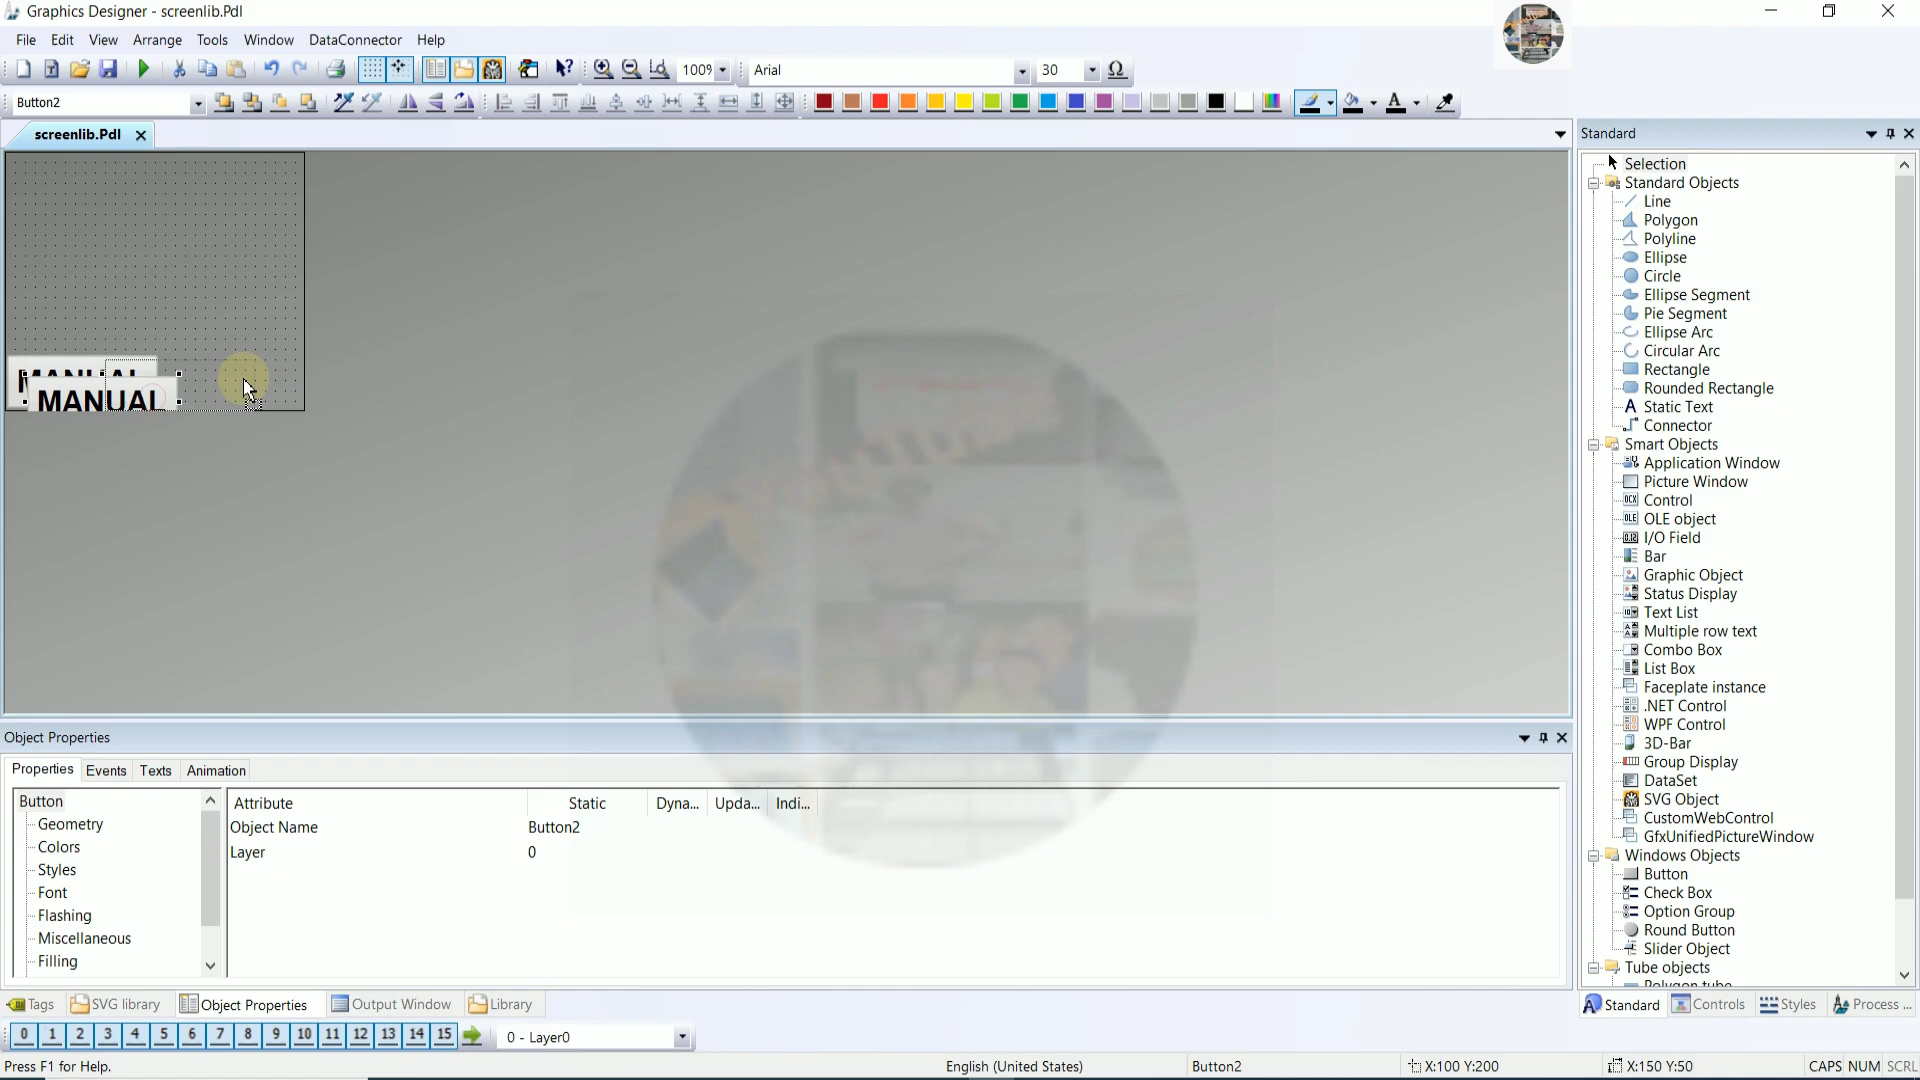 Graphics Designer - screenlib.Pdl
File Edit View Arrange Tools Window DataConnector Help
100% Arial 30 Ω
Button2
screenlib.Pdl
Standard
Selection
Standard Objects
Line
Polygon
Polyline
Ellipse
Circle
Ellipse Segment
Pie Segment
Ellipse Arc
Circular Arc
Rectangle
Rounded Rectangle
Static Text
Connector
Smart Objects
Application Window
Picture Window
Control
OLE object
I/O Field
Bar
Graphic Object
Status Display
Text List
Multiple row text
Combo Box
List Box
Faceplate instance
.NET Control
WPF Control
3D-Bar
Group Display
DataSet
SVG Object
CustomWebControl
GfxUnifiedPictureWindow
Windows Objects
Button
Check Box
Option Group
Round Button
Slider Object
Tube objects
Polygon tube
Standard Controls Styles Process ...
MANUAL
MANUAL
Object Properties
Properties Events Texts Animation
Button
Geometry
Colors
Styles
Font
Flashing
Miscellaneous
Filling
Attribute Static Dyna... Upda... Indi...
Object Name Button2
Layer 0
Tags SVG library Object Properties Output Window Library
0 1 2 3 4 5 6 7 8 9 10 11 12 13 14 15 0 - Layer0
Press F1 for Help. English (United States) Button2 X:100 Y:200 X:150 Y:50 CAPS NUM SCRL